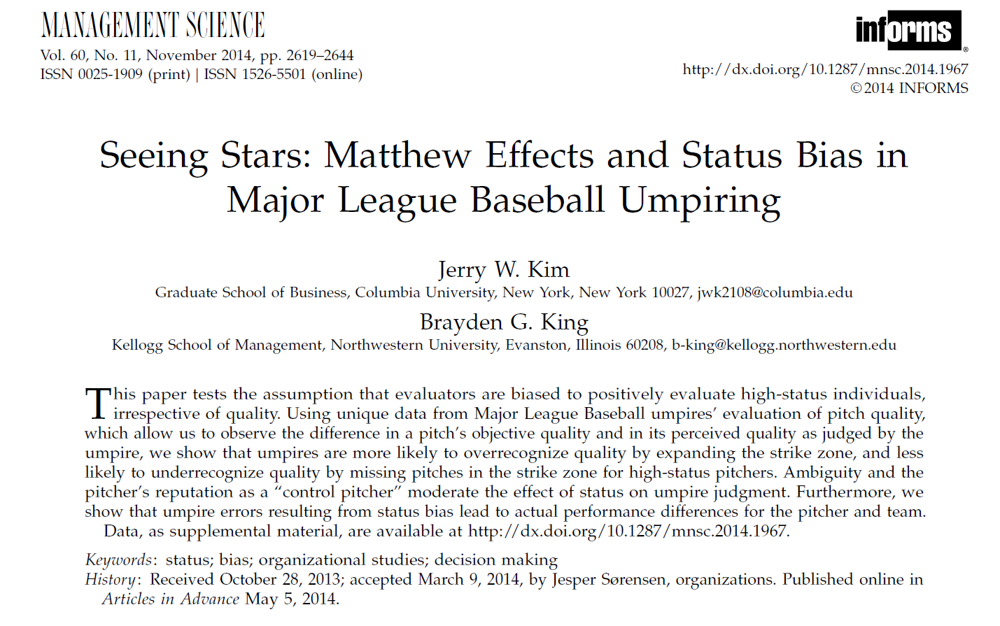 MANAGEMENT SCIENCE
Vol. 60, No. 11, November 2014, pp. 2619–2644
ISSN 0025-1909 (print) | ISSN 1526-5501 (online)
informs®
http://dx.doi.org/10.1287/mnsc.2014.1967
© 2014 INFORMS
Seeing Stars: Matthew Effects and Status Bias in
Major League Baseball Umpiring
Jerry W. Kim
Graduate School of Business, Columbia University, New York, New York 10027, jwk2108@columbia.edu
Brayden G. King
Kellogg School of Management, Northwestern University, Evanston, Illinois 60208, b-king@kellogg.northwestern.edu
This paper tests the assumption that evaluators are biased to positively evaluate high-status individuals,
irrespective of quality. Using unique data from Major League Baseball umpires’ evaluation of pitch quality,
which allow us to observe the difference in a pitch’s objective quality and in its perceived quality as judged by the
umpire, we show that umpires are more likely to overrecognize quality by expanding the strike zone, and less
likely to underrecognize quality by missing pitches in the strike zone for high-status pitchers. Ambiguity and the
pitcher’s reputation as a “control pitcher” moderate the effect of status on umpire judgment. Furthermore, we
show that umpire errors resulting from status bias lead to actual performance differences for the pitcher and team.
Data, as supplemental material, are available at http://dx.doi.org/10.1287/mnsc.2014.1967.
Keywords: status; bias; organizational studies; decision making
History: Received October 28, 2013; accepted March 9, 2014, by Jesper Sørensen, organizations. Published online in
Articles in Advance May 5, 2014.